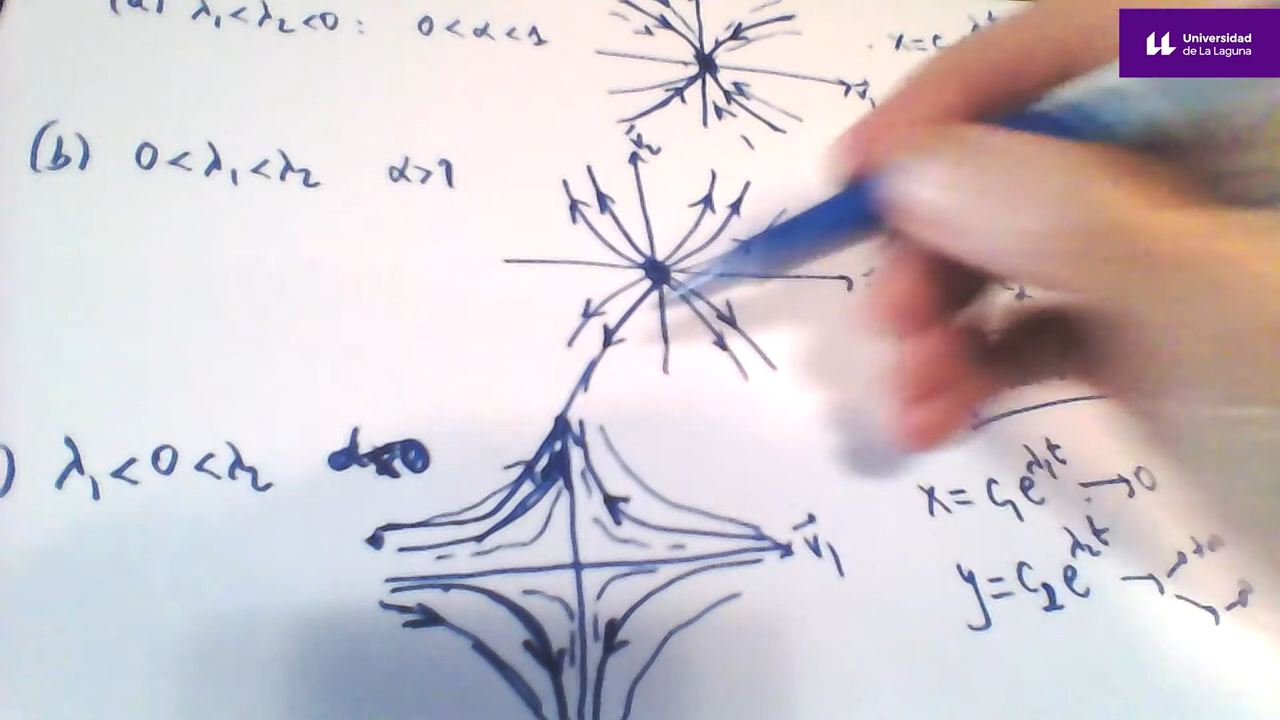 (a) λ₁<λ₂<0: 0<α<1
x=c
Universidad
de La Laguna
v₁
(b) 0<λ₁<λ₂ α>1
v₂
) λ₁<0<λ₂
v⃗₁
x=c₁e^λ₁t →0
y=c₂e^λ₂t →